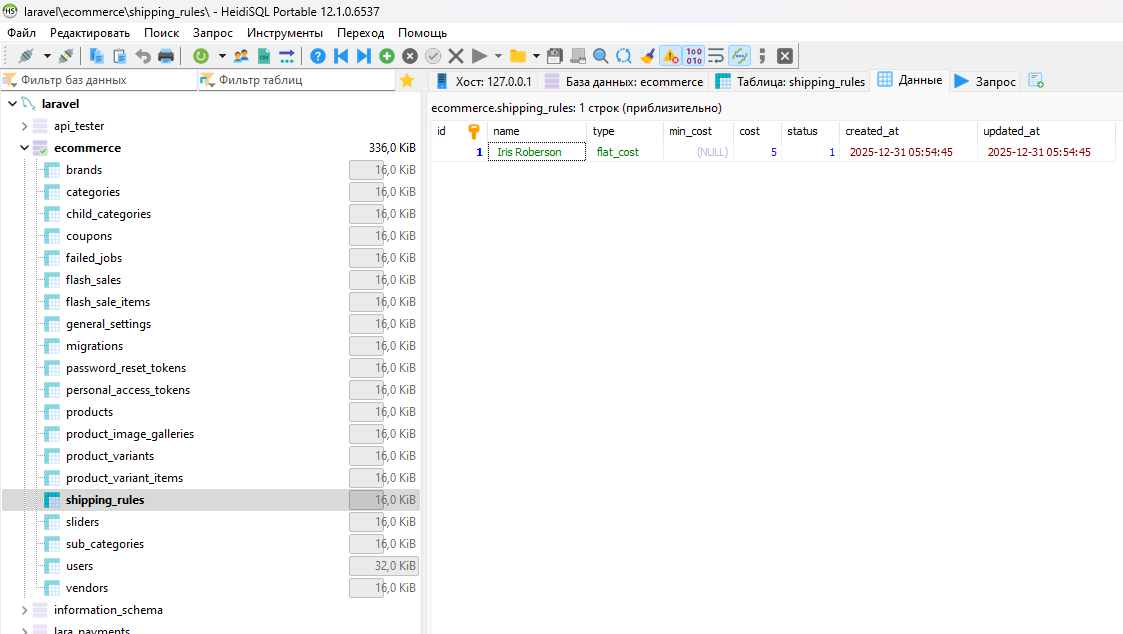 laravel\ecommerce\shipping_rules\ - HeidiSQL Portable 12.1.0.6537
Файл Редактировать Поиск Запрос Инструменты Переход Помощь
Фильтр баз данных Фильтр таблиц
Хост: 127.0.0.1 База данных: ecommerce Таблица: shipping_rules Данные Запрос
laravel
api_tester
ecommerce 336,0 KiB
brands 16,0 KiB
categories 16,0 KiB
child_categories 16,0 KiB
coupons 16,0 KiB
failed_jobs 16,0 KiB
flash_sales 16,0 KiB
flash_sale_items 16,0 KiB
general_settings 16,0 KiB
migrations 16,0 KiB
password_reset_tokens 16,0 KiB
personal_access_tokens 16,0 KiB
products 16,0 KiB
product_image_galleries 16,0 KiB
product_variants 16,0 KiB
product_variant_items 16,0 KiB
shipping_rules 16,0 KiB
sliders 16,0 KiB
sub_categories 16,0 KiB
users 32,0 KiB
vendors 16,0 KiB
information_schema
lara_payments
ecommerce.shipping_rules: 1 строк (приблизительно)
id name type min_cost cost status created_at updated_at
1 Iris Roberson flat_cost (NULL) 5 1 2025-12-31 05:54:45 2025-12-31 05:54:45